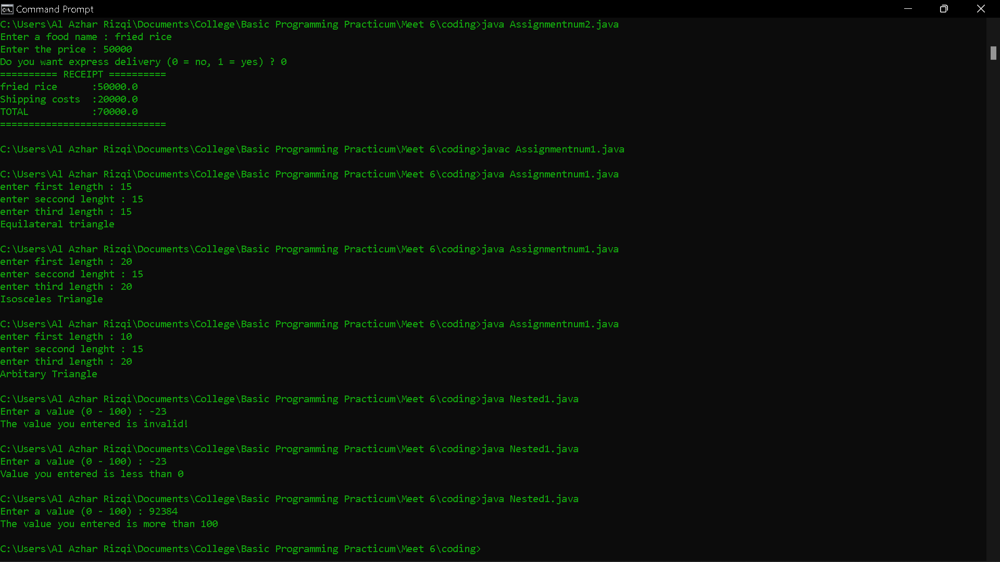 Command Prompt
C:\Users\Al Azhar Rizqi\Documents\College\Basic Programming Practicum\Meet 6\coding>java Assignmentnum2.java
Enter a food name : fried rice
Enter the price : 50000
Do you want express delivery (0 = no, 1 = yes) ? 0
========== RECEIPT ==========
fried rice      :50000.0
Shipping costs  :20000.0
TOTAL           :70000.0
=============================
C:\Users\Al Azhar Rizqi\Documents\College\Basic Programming Practicum\Meet 6\coding>javac Assignmentnum1.java
C:\Users\Al Azhar Rizqi\Documents\College\Basic Programming Practicum\Meet 6\coding>java Assignmentnum1.java
enter first length : 15
enter seccond lenght : 15
enter third length : 15
Equilateral triangle
C:\Users\Al Azhar Rizqi\Documents\College\Basic Programming Practicum\Meet 6\coding>java Assignmentnum1.java
enter first length : 20
enter seccond lenght : 15
enter third length : 20
Isosceles Triangle
C:\Users\Al Azhar Rizqi\Documents\College\Basic Programming Practicum\Meet 6\coding>java Assignmentnum1.java
enter first length : 10
enter seccond lenght : 15
enter third length : 20
Arbitary Triangle
C:\Users\Al Azhar Rizqi\Documents\College\Basic Programming Practicum\Meet 6\coding>java Nested1.java
Enter a value (0 - 100) : -23
The value you entered is invalid!
C:\Users\Al Azhar Rizqi\Documents\College\Basic Programming Practicum\Meet 6\coding>java Nested1.java
Enter a value (0 - 100) : -23
Value you entered is less than 0
C:\Users\Al Azhar Rizqi\Documents\College\Basic Programming Practicum\Meet 6\coding>java Nested1.java
Enter a value (0 - 100) : 92384
The value you entered is more than 100
C:\Users\Al Azhar Rizqi\Documents\College\Basic Programming Practicum\Meet 6\coding>